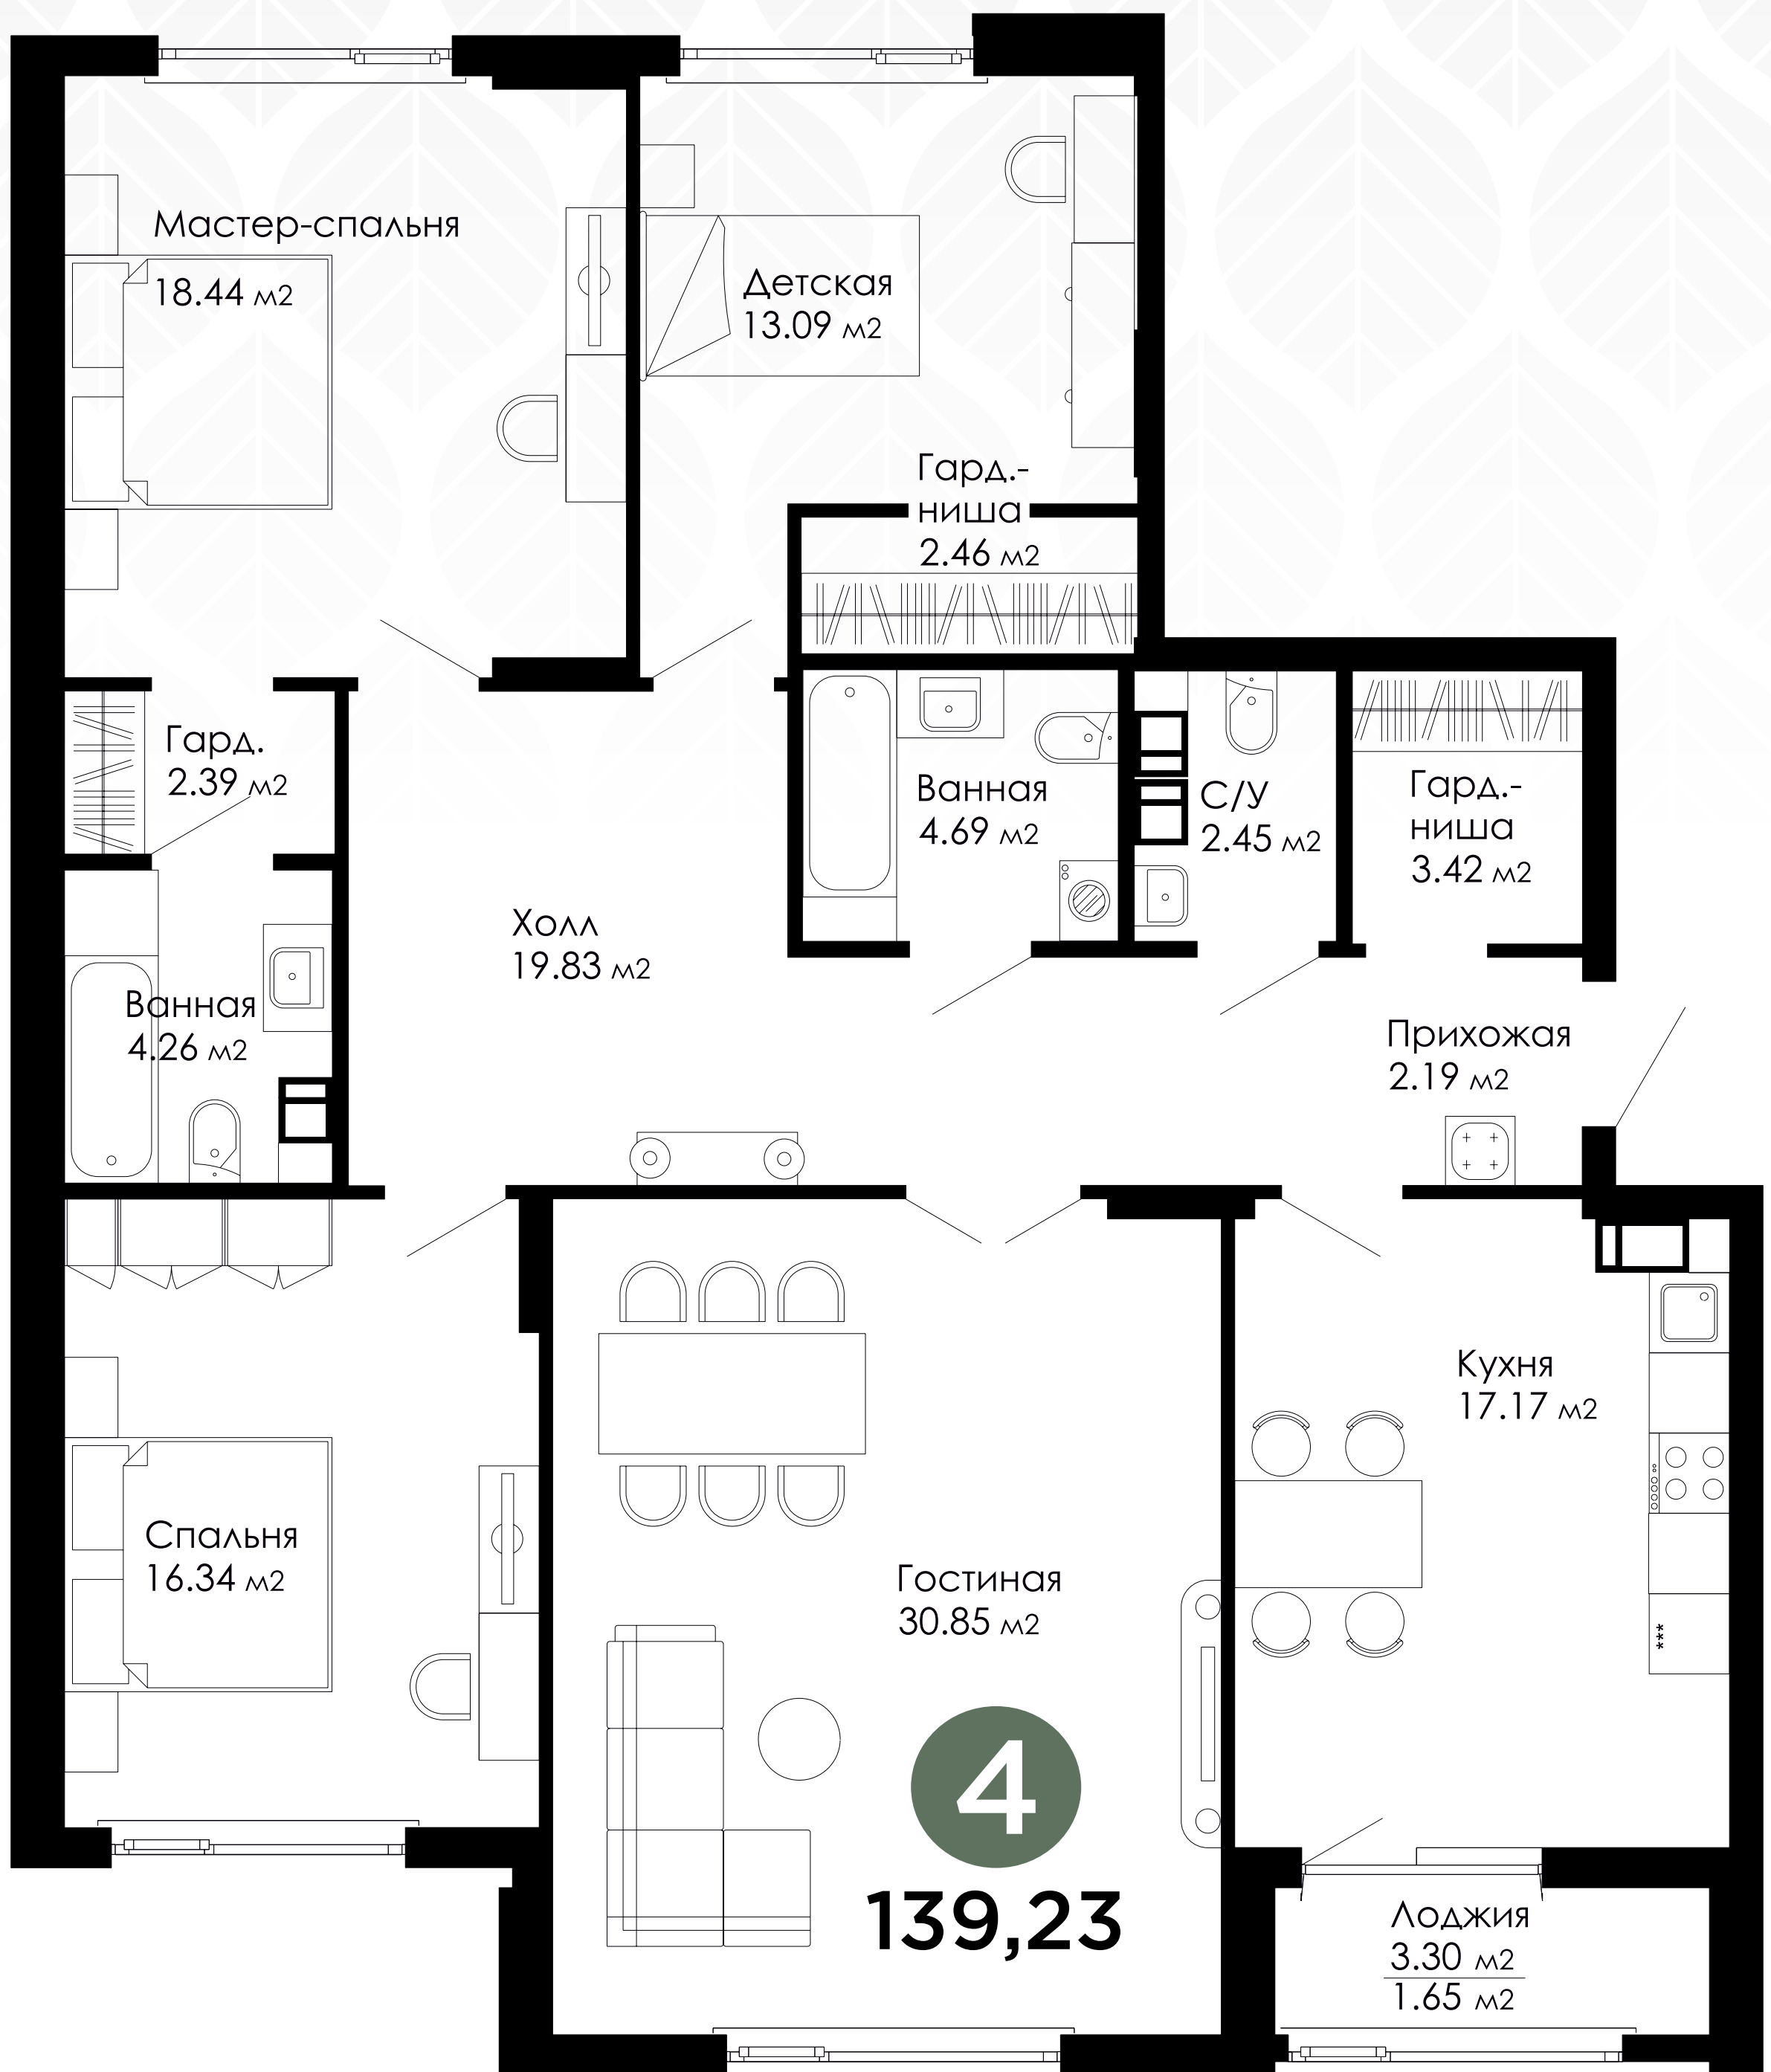 Мастер-спальня
18.44 м2
Детская
13.09 м2
Гард.-
ниша
2.46 м2
Гард.
2.39 м2
Ванная
4.69 м2
С/У
2.45 м2
Гард.-
ниша
3.42 м2
Холл
19.83 м2
Ванная
4.26 м2
Прихожая
2.19 м2
Кухня
17.17 м2
Спальня
16.34 м2
Гостиная
30.85 м2
***
4
139,23
Лоджия
3.30 м2
1.65 м2